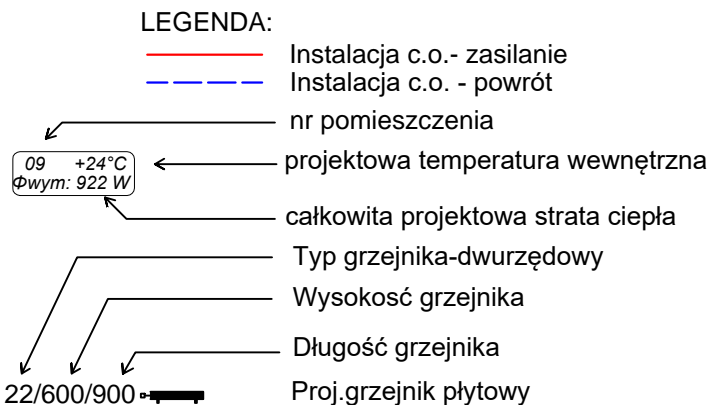 LEGENDA:
Instalacja c.o.- zasilanie
Instalacja c.o. - powrót
nr pomieszczenia
09 +24°C
projektowa temperatura wewnętrzna
Φwym: 922 W
całkowita projektowa strata ciepła
Typ grzejnika-dwurzędowy
Wysokosć grzejnika
Długość grzejnika
22/600/900
Proj.grzejnik płytowy